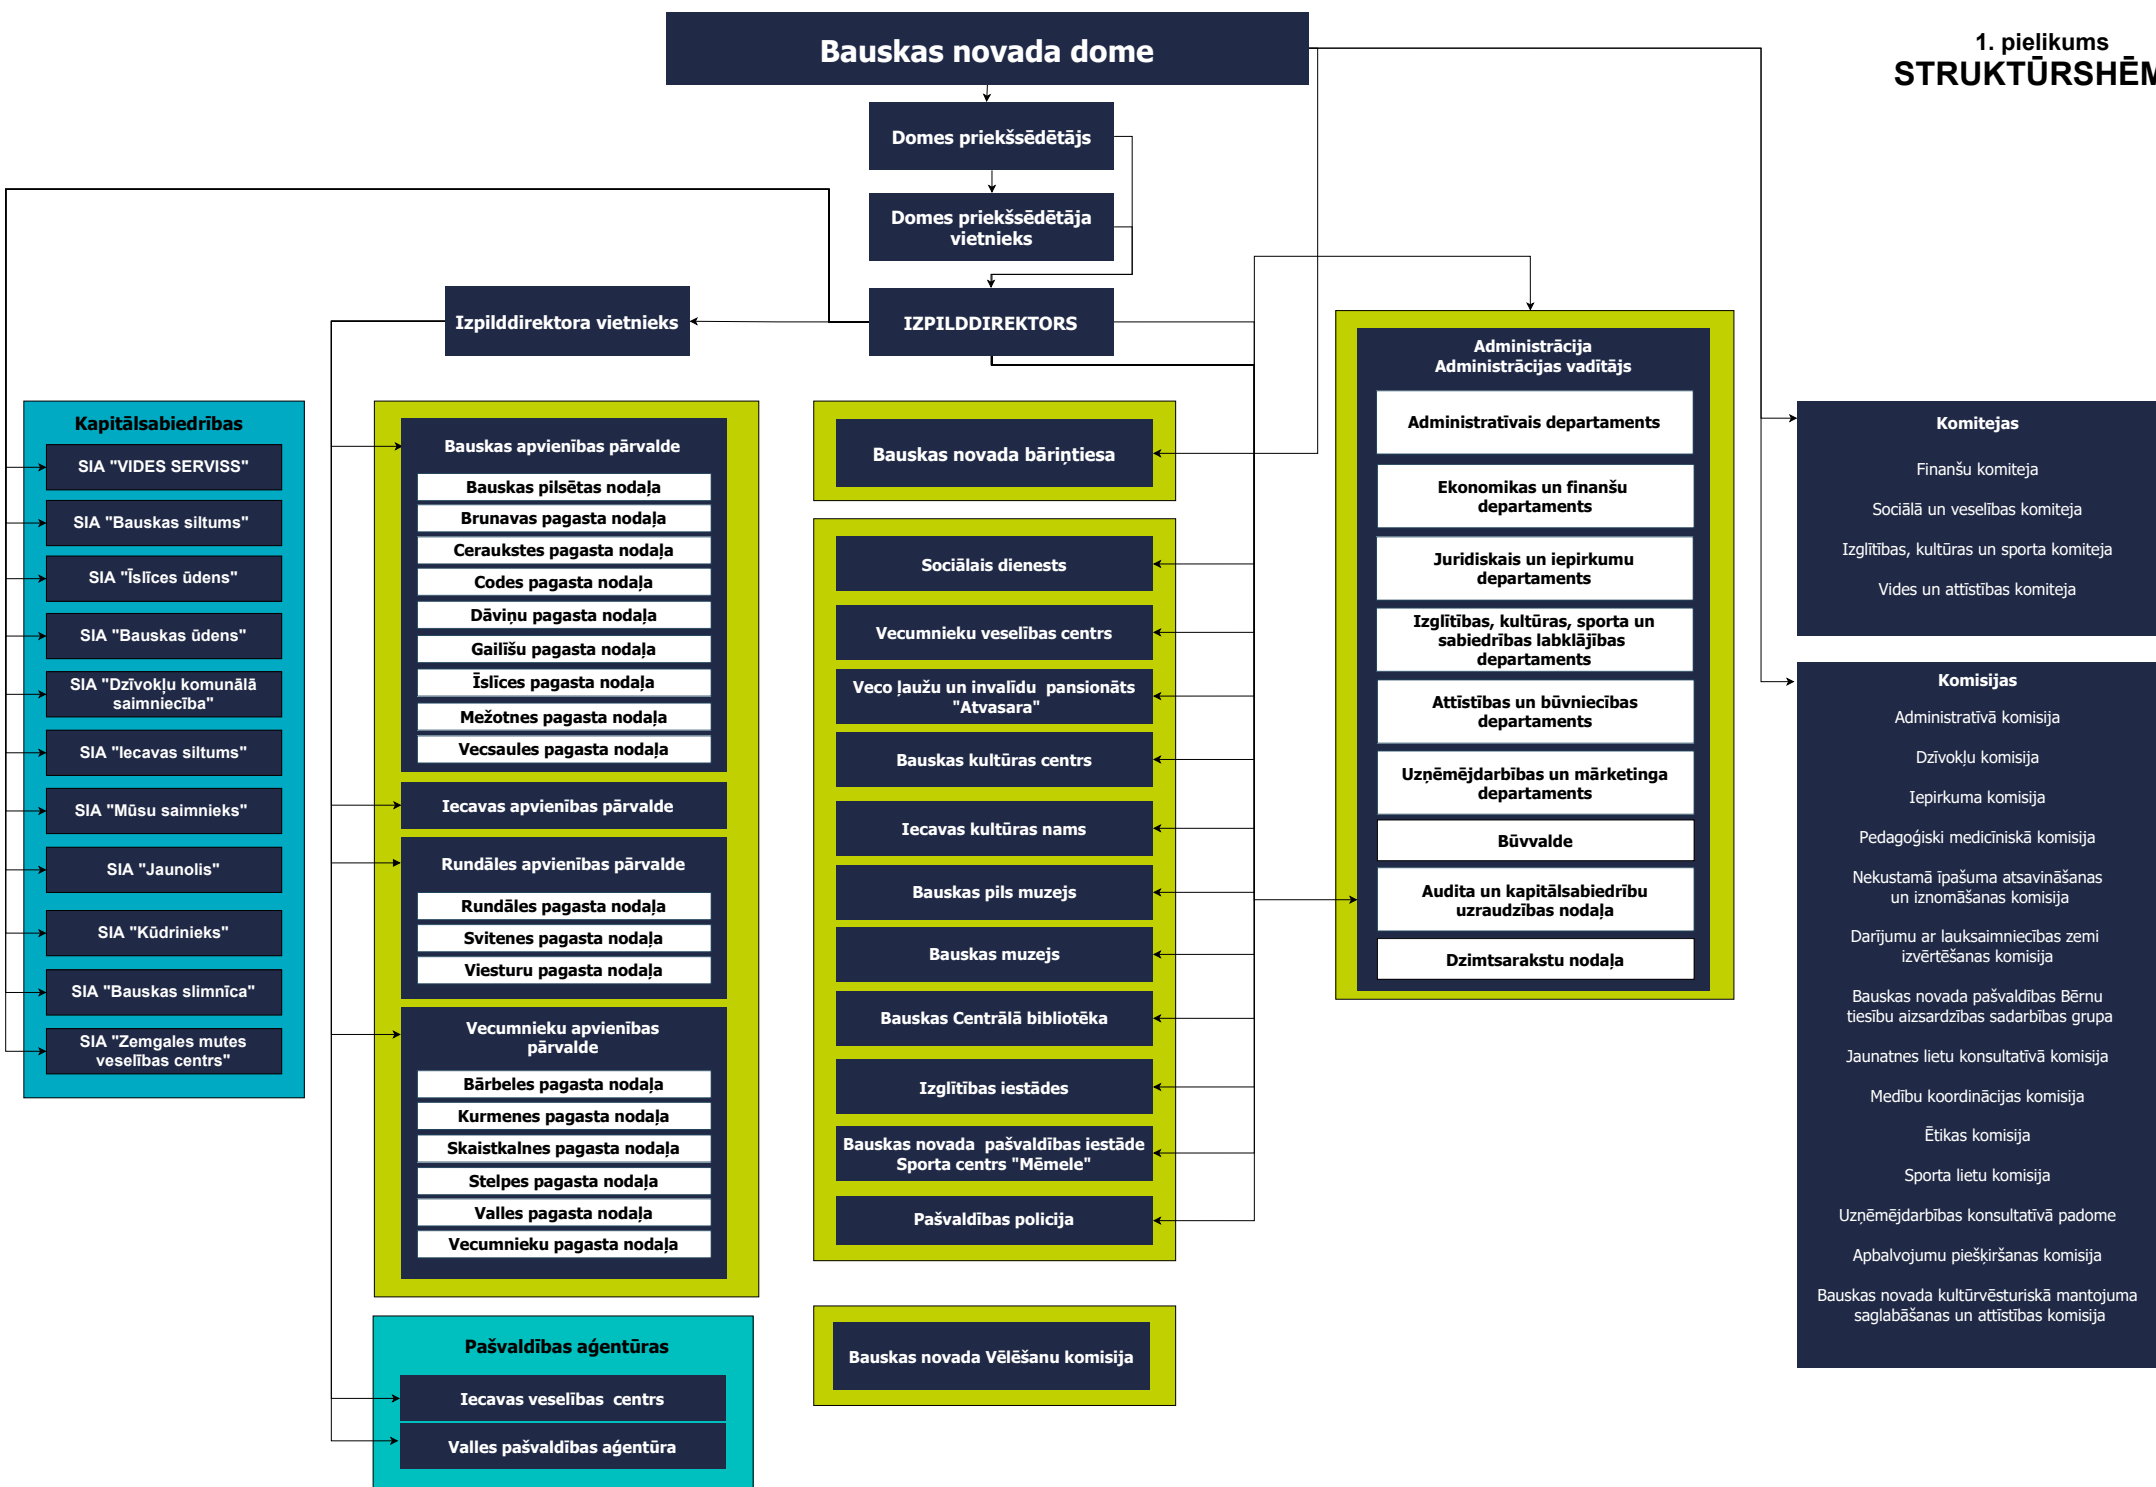 Bauskas novada dome
1. pielikums
STRUKTŪRSHĒM
Domes priekšsēdētājs
Domes priekšsēdētāja
vietnieks
Izpilddirektora vietnieks
IZPILDDIREKTORS
Kapitālsabiedrības
SIA "VIDES SERVISS"
SIA "Bauskas siltums"
SIA "Īslīces ūdens"
SIA "Bauskas ūdens"
SIA "Dzīvokļu komunālā
saimniecība"
SIA "Iecavas siltums"
SIA "Mūsu saimnieks"
SIA "Jaunolis"
SIA "Kūdrinieks"
SIA "Bauskas slimnīca"
SIA "Zemgales mutes
veselības centrs"
Bauskas apvienības pārvalde
Bauskas pilsētas nodaļa
Brunavas pagasta nodaļa
Ceraukstes pagasta nodaļa
Codes pagasta nodaļa
Dāviņu pagasta nodaļa
Gailīšu pagasta nodaļa
Īslīces pagasta nodaļa
Mežotnes pagasta nodaļa
Vecsaules pagasta nodaļa
Iecavas apvienības pārvalde
Rundāles apvienības pārvalde
Rundāles pagasta nodaļa
Svitenes pagasta nodaļa
Viesturu pagasta nodaļa
Vecumnieku apvienības
pārvalde
Bārbeles pagasta nodaļa
Kurmenes pagasta nodaļa
Skaistkalnes pagasta nodaļa
Stelpes pagasta nodaļa
Valles pagasta nodaļa
Vecumnieku pagasta nodaļa
Pašvaldības aģentūras
Iecavas veselības  centrs
Valles pašvaldības aģentūra
Bauskas novada bāriņtiesa
Sociālais dienests
Vecumnieku veselības centrs
Veco ļaužu un invalīdu  pansionāts
"Atvasara"
Bauskas kultūras centrs
Iecavas kultūras nams
Bauskas pils muzejs
Bauskas muzejs
Bauskas Centrālā bibliotēka
Izglītības iestādes
Bauskas novada  pašvaldības iestāde
Sporta centrs "Mēmele"
Pašvaldības policija
Bauskas novada Vēlēšanu komisija
Administrācija
Administrācijas vadītājs
Administratīvais departaments
Ekonomikas un finanšu
departaments
Juridiskais un iepirkumu
departaments
Izglītības, kultūras, sporta un
sabiedrības labklājības
departaments
Attīstības un būvniecības
departaments
Uzņēmējdarbības un mārketinga
departaments
Būvvalde
Audita un kapitālsabiedrību
uzraudzības nodaļa
Dzimtsarakstu nodaļa
Komitejas
Finanšu komiteja
Sociālā un veselības komiteja
Izglītības, kultūras un sporta komiteja
Vides un attīstības komiteja
Komisijas
Administratīvā komisija
Dzīvokļu komisija
Iepirkuma komisija
Pedagoģiski medicīniskā komisija
Nekustamā īpašuma atsavināšanas
un iznomāšanas komisija
Darījumu ar lauksaimniecības zemi
izvērtēšanas komisija
Bauskas novada pašvaldības Bērnu
tiesību aizsardzības sadarbības grupa
Jaunatnes lietu konsultatīvā komisija
Medību koordinācijas komisija
Ētikas komisija
Sporta lietu komisija
Uzņēmējdarbības konsultatīvā padome
Apbalvojumu piešķiršanas komisija
Bauskas novada kultūrvēsturiskā mantojuma
saglabāšanas un attīstības komisija